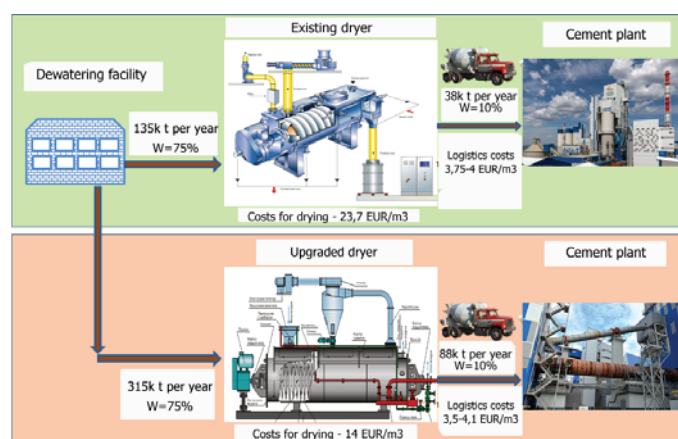 Existing dryer
Cement plant
Dewatering facility
135k t per year
W=75%
38k t per year
W=10%
Logistics costs
3,75-4 EUR/m3
Costs for drying - 23,7 EUR/m3
Upgraded dryer
Cement plant
315k t per year
W=75%
88k t per year
W=10%
Logistics costs
3,5-4,1 EUR/m3
Costs for drying - 14 EUR/m3